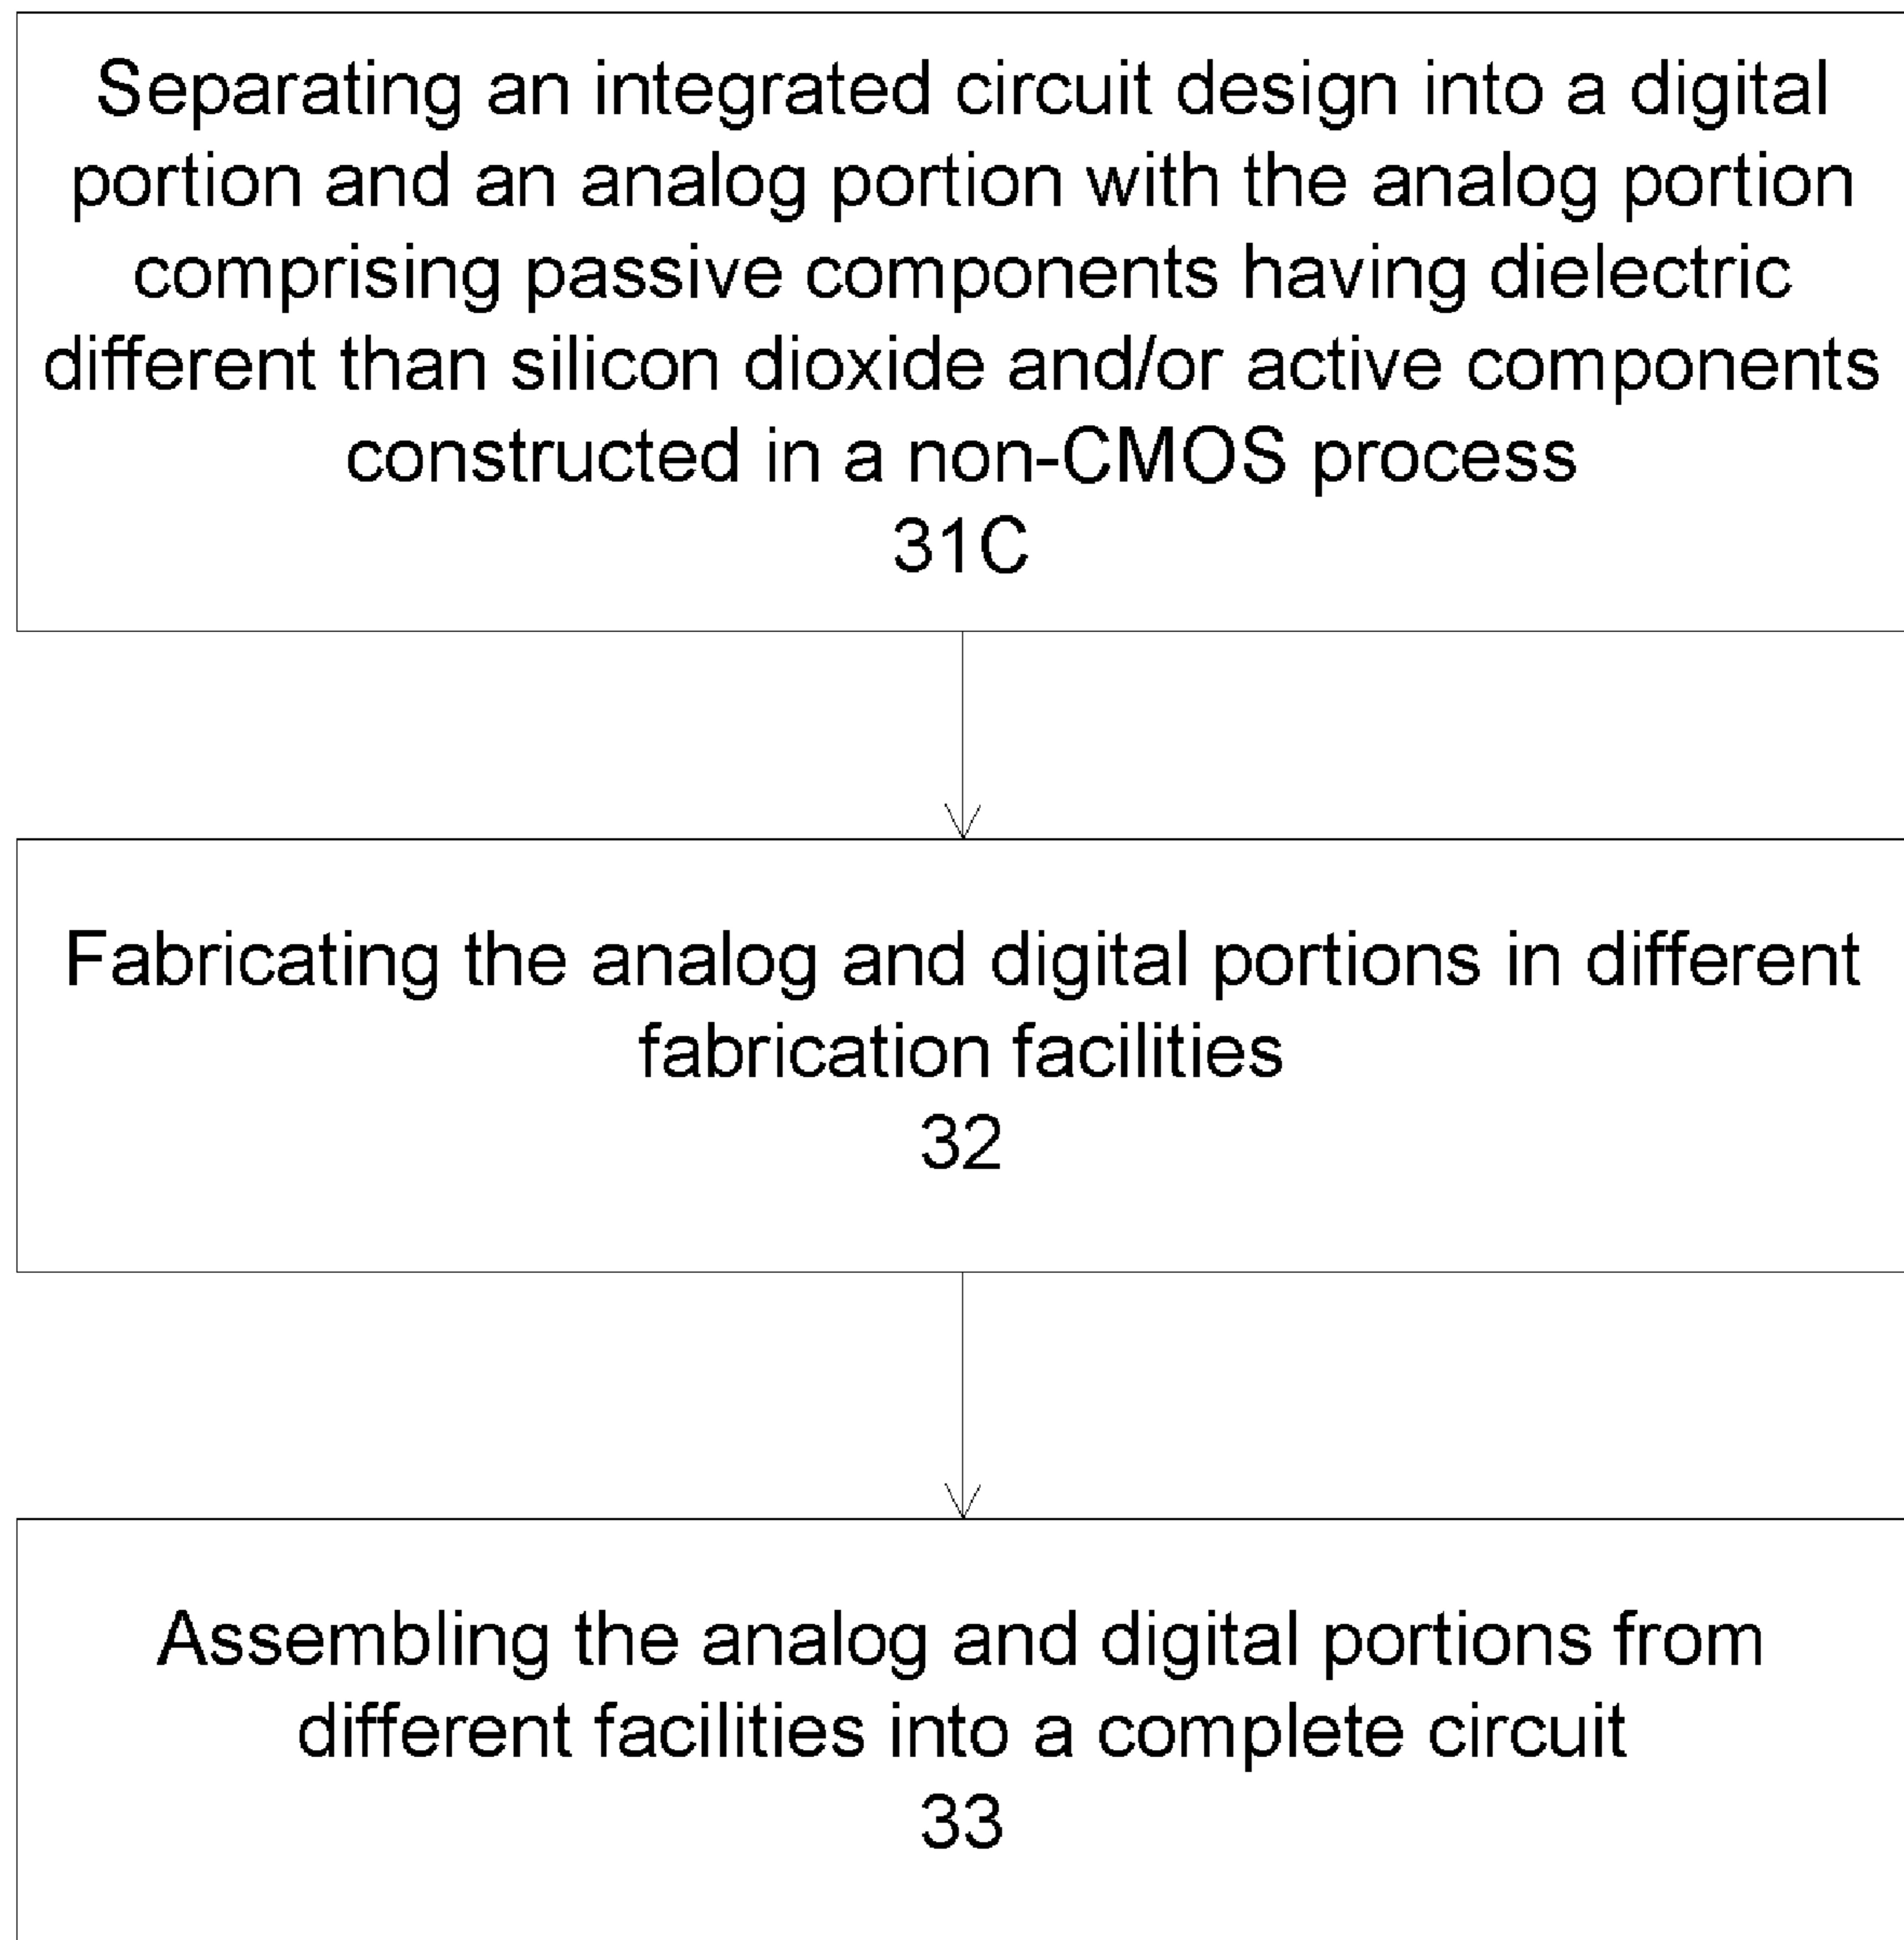 Separating an integrated circuit design into a digital
portion and an analog portion with the analog portion
comprising passive components having dielectric
different than silicon dioxide and/or active components
constructed in a non-CMOS process
31C
Fabricating the analog and digital portions in different
fabrication facilities
32
Assembling the analog and digital portions from
different facilities into a complete circuit
33